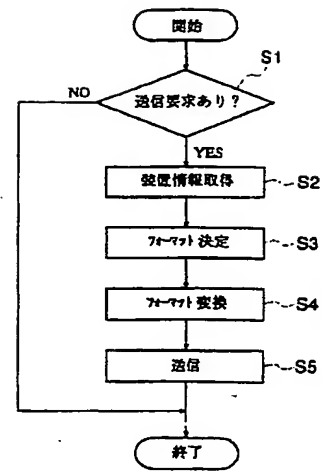 開始
S1
NO
送信要求あり?
YES
装置情報取得
S2
フォーマット決定
S3
フォーマット変換
S4
送信
S5
終了